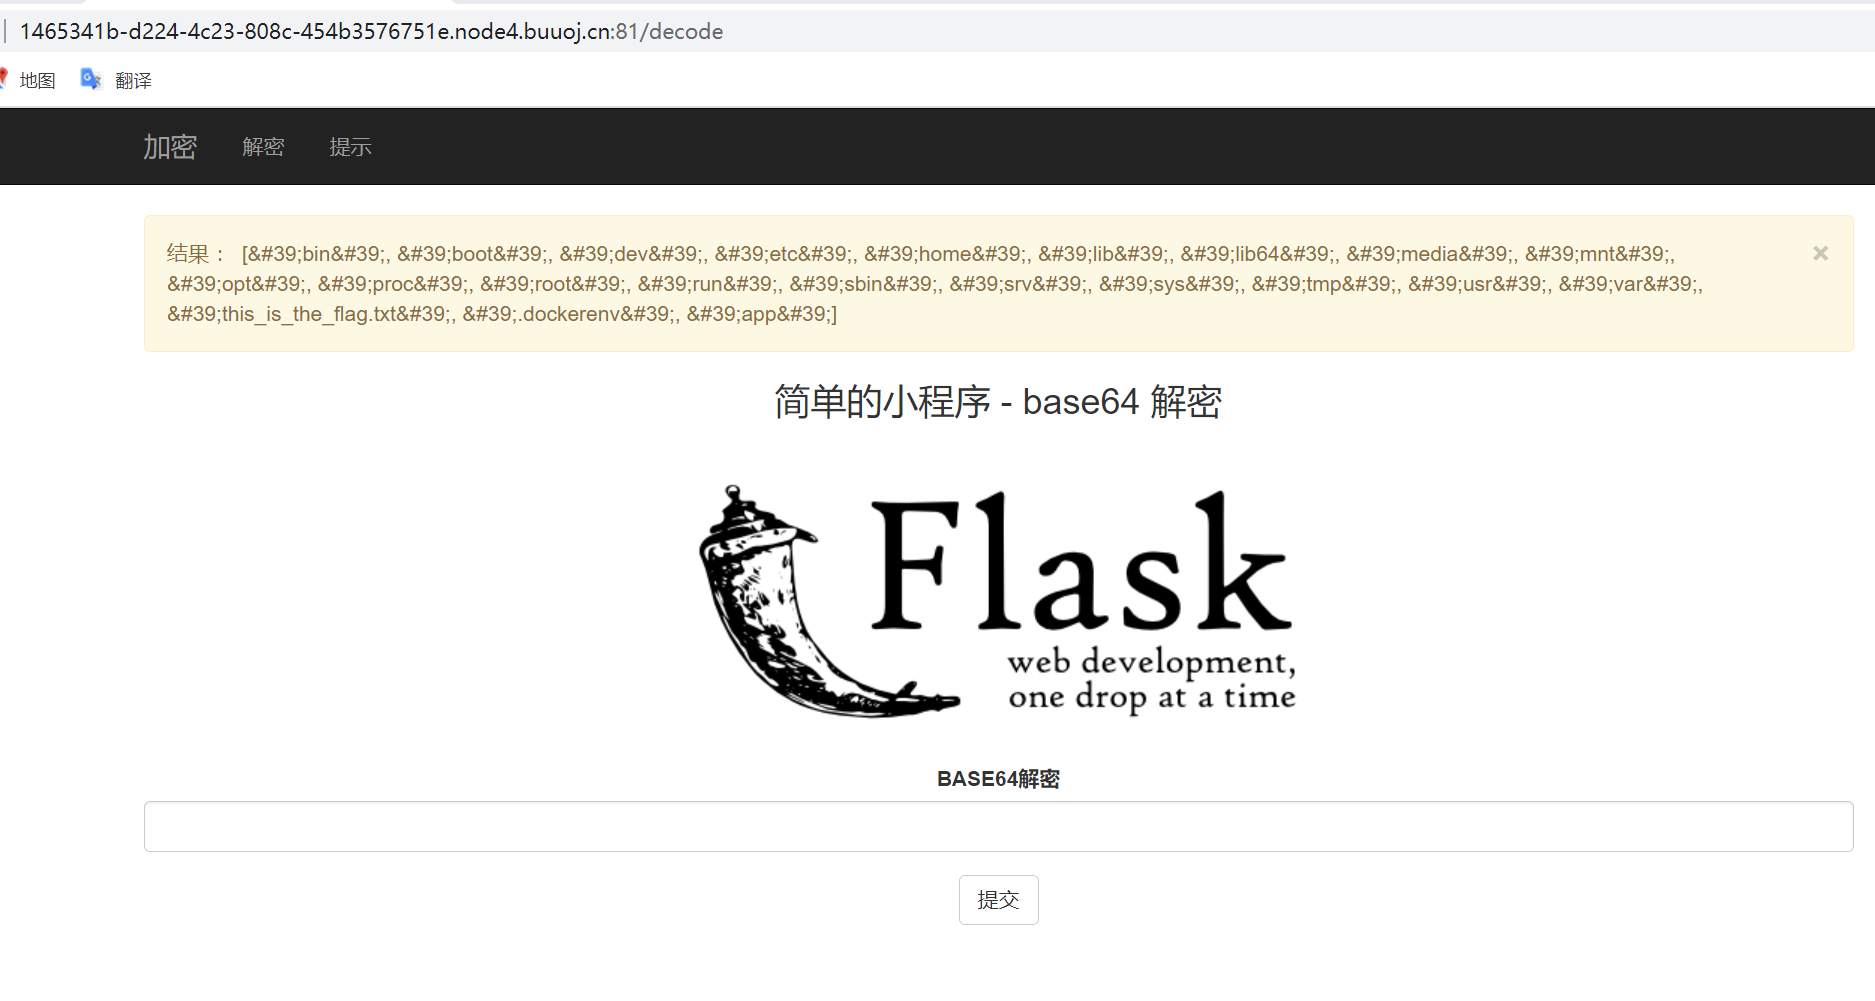 1465341b-d224-4c23-808c-454b3576751e.node4.buuoj.cn:81/decode
地图 翻译
加密 解密 提示
结果： [&#39;bin&#39;, &#39;boot&#39;, &#39;dev&#39;, &#39;etc&#39;, &#39;home&#39;, &#39;lib&#39;, &#39;lib64&#39;, &#39;media&#39;, &#39;mnt&#39;,
&#39;opt&#39;, &#39;proc&#39;, &#39;root&#39;, &#39;run&#39;, &#39;sbin&#39;, &#39;srv&#39;, &#39;sys&#39;, &#39;tmp&#39;, &#39;usr&#39;, &#39;var&#39;,
&#39;this_is_the_flag.txt&#39;, &#39;.dockerenv&#39;, &#39;app&#39;]
×
简单的小程序 - base64 解密
Flask
web development,
one drop at a time
BASE64解密
提交